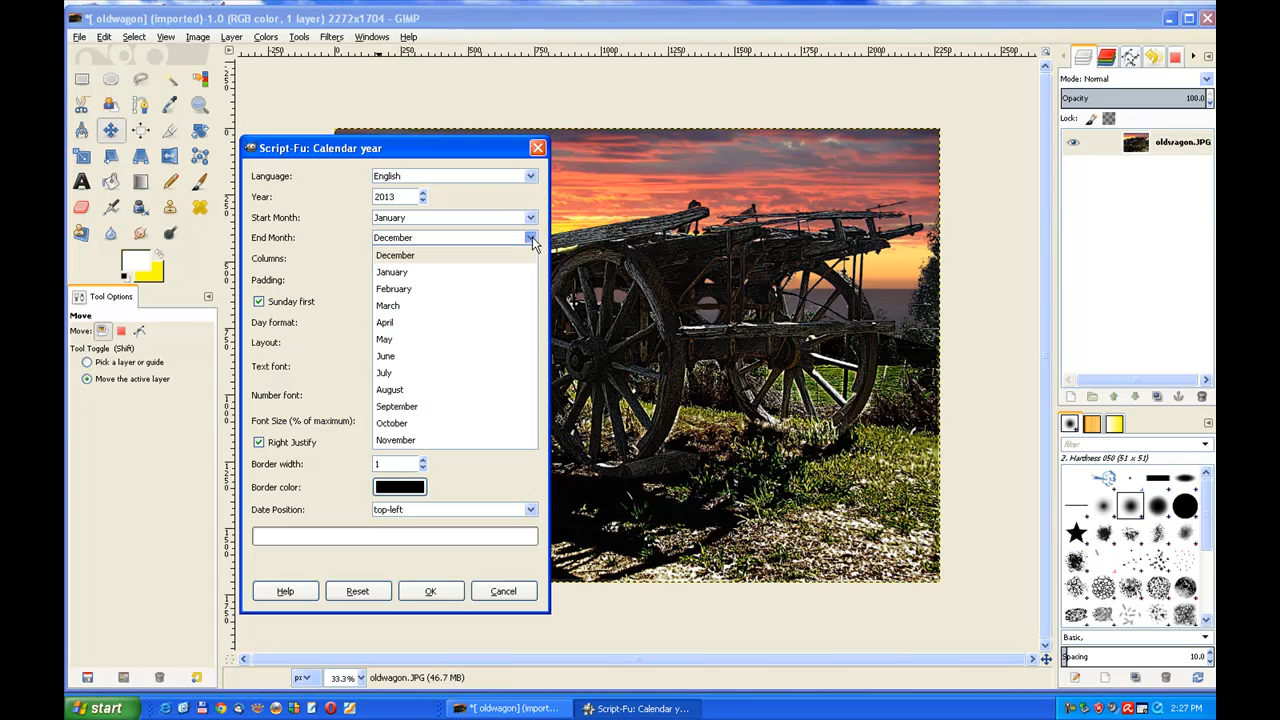 *[ oldwagon] (imported)-1.0 (RGB color, 1 layer) 2272x1704 - GIMP
File Edit Select View Image Layer Colors Tools Filters Windows Help
Mode: Normal
Opacity 100.0
Lock:
oldwagon.JPG
Script-Fu: Calendar year
Language: English
Year: 2013
Start Month: January
End Month: December
Columns:
Padding:
Sunday first
Day format:
Layout:
Text font:
Number font:
Font Size (% of maximum):
Right Justify
December
January
February
March
April
May
June
July
August
September
October
November
Border width: 1
Border color:
Date Position: top-left
Help Reset OK Cancel
Tool Options
Move
Move:
Tool Toggle (Shift)
Pick a layer or guide
Move the active layer
filter
2. Hardness 050 (51 x 51)
Basic,
Spacing 10.0
px 33.3% oldwagon.JPG (46.7 MB)
start
*[ oldwagon] (import...
Script-Fu: Calendar y...
2:27 PM